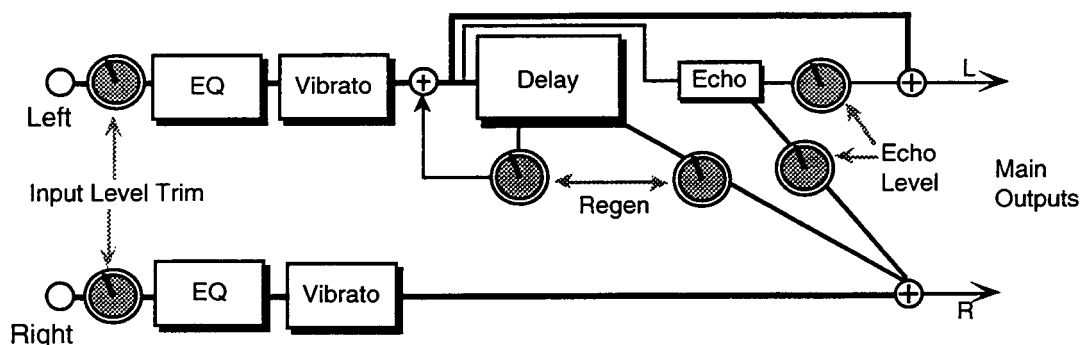 L
EQ
Vibrato
Delay
Echo
Left
Echo
Level
Main
Outputs
Input Level Trim
Regen
EQ
Vibrato
R
Right